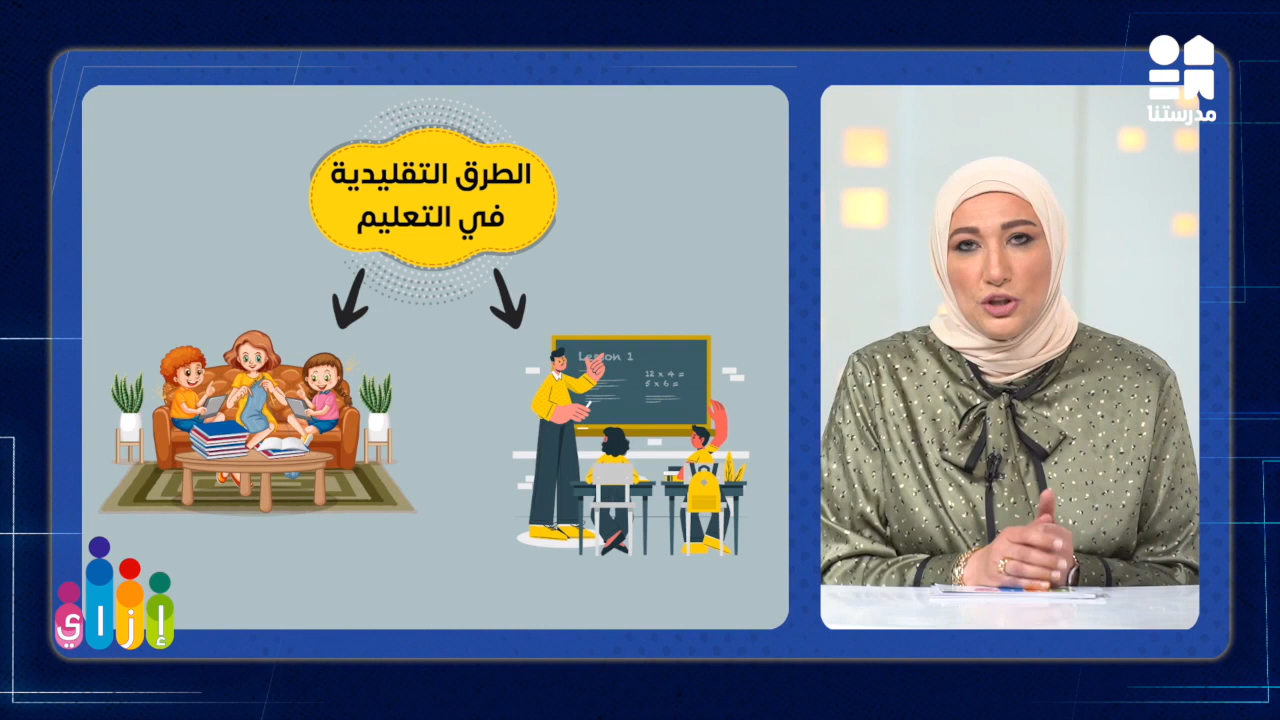 مدرستنا
الطرق التقليدية
في التعليم
Lesson 1
12 x 4 =
5 x 6 =
إزاي